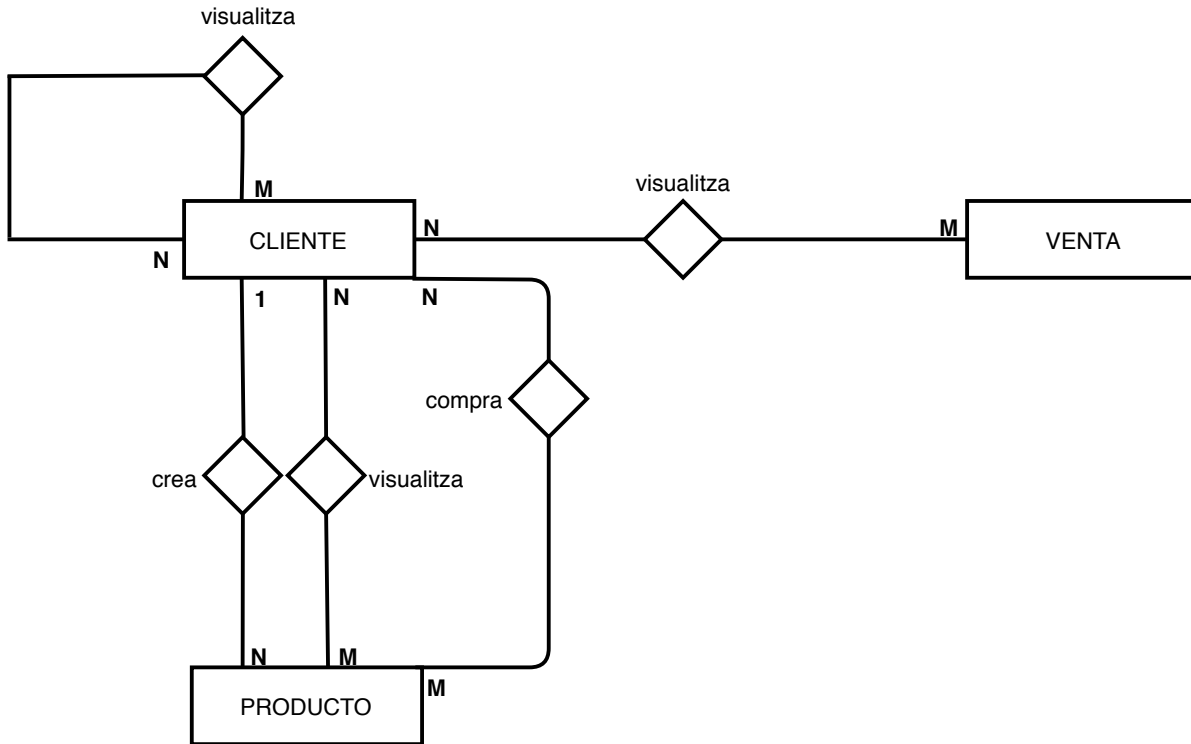 visualitza
M
visualitza
N
CLIENTE
N
M
VENTA
1
N
N
compra
crea
visualitza
N
M
M
PRODUCTO